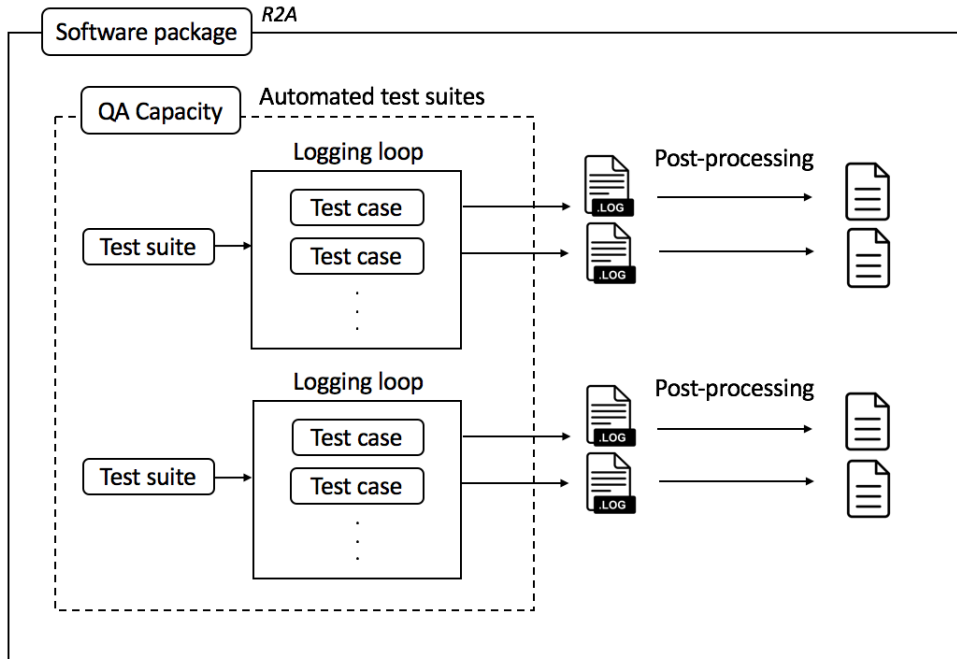 R2A
Software package
QA Capacity
Automated test suites
Logging loop
Test case
Test suite
Test case
.
.
.
.LOG
Post-processing
.LOG
Logging loop
Test case
Test suite
Test case
.
.
.
.LOG
Post-processing
.LOG